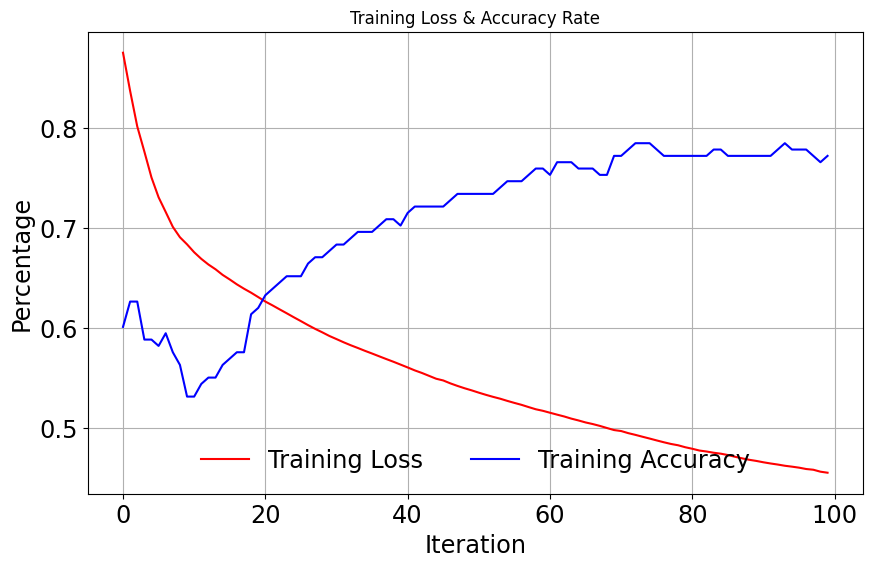 Training Loss & Accuracy Rate
Percentage
0.8
0.7
0.6
0.5
Training Loss Training Accuracy
0 20 40 60 80 100
Iteration